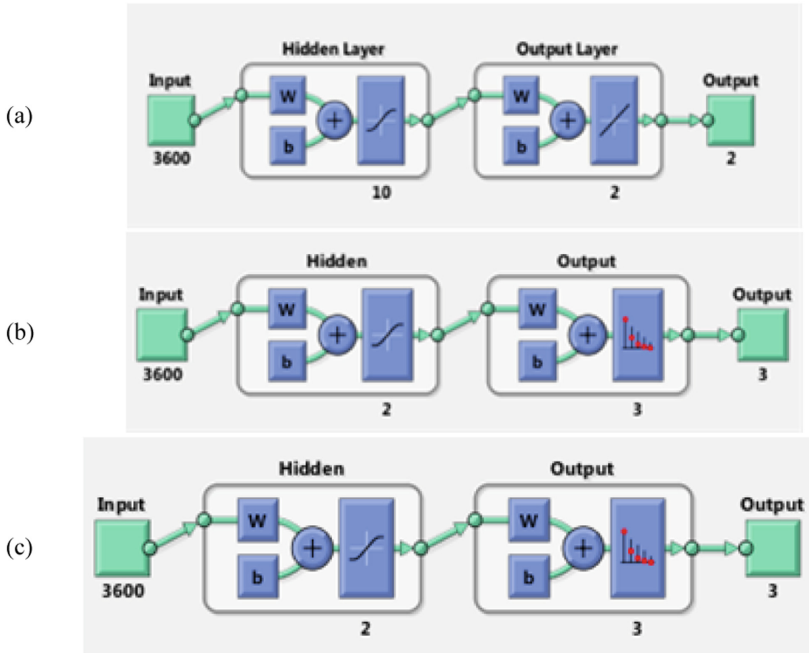 (a)
Hidden Layer
Output Layer
Input
Output
W
W
+
+
b
b
3600
2
10
2
(b)
Hidden
Output
Input
Output
W
W
+
+
b
b
3600
3
2
3
(c)
Hidden
Output
Input
Output
W
W
+
+
b
b
3600
3
2
3